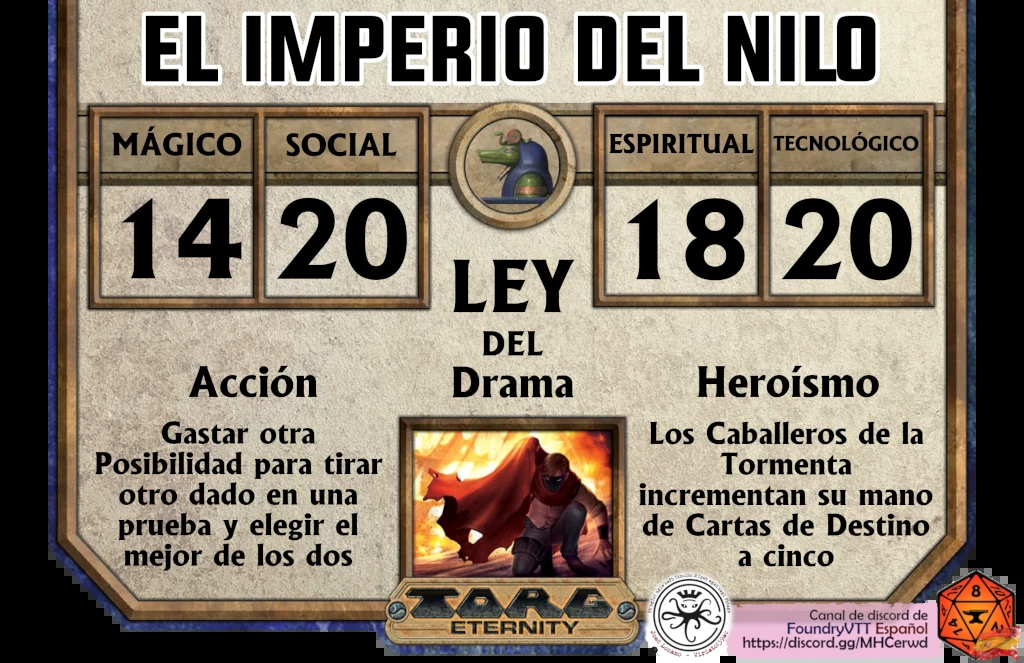 EL IMPERIO DEL NILO
MÁGICO
14
SOCIAL
20
ESPIRITUAL
18
TECNOLÓGICO
20
LEY
DEL
Drama
Acción
Gastar otra
Posibilidad para tirar
otro dado en una
prueba y elegir el
mejor de los dos
Heroísmo
Los Caballeros de la
Tormenta
incrementan su mano
de Cartas de Destino
a cinco
TORG
ETERNITY
Canal de discord de
FoundryVTT Español
https://discord.gg/MHCerwd
8